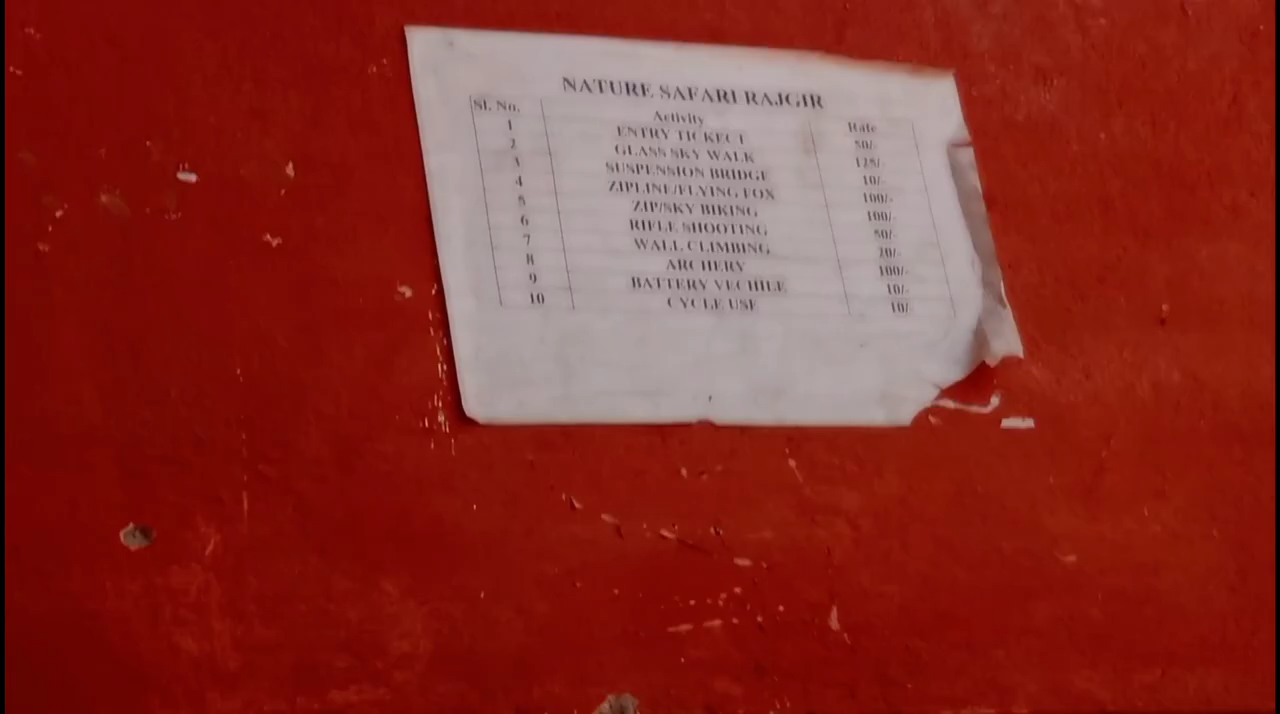 NATURE SAFARI RAJGIR
Sl. No. Activity Rate
1 ENTRY TICKECT 50/-
2 GLASS SKY WALK 125/-
3 SUSPENSION BRIDGE 10/-
4 ZIPLINE/FLYING FOX 100/-
5 ZIP/SKY BIKING 100/-
6 RIFLE SHOOTING 50/-
7 WALL CLIMBING 20/-
8 ARCHERY 100/-
9 BATTERY VECHILE 10/-
10 CYCLE USE 10/-